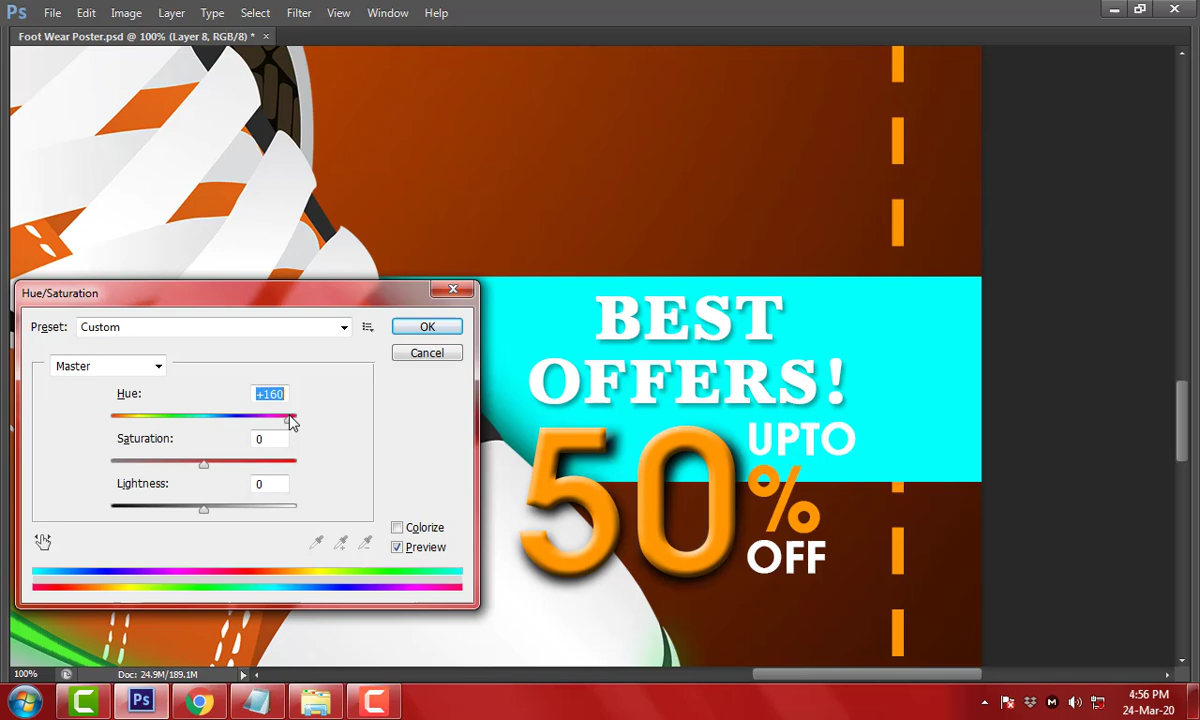 Ps File Edit Image Layer Type Select Filter View Window Help
Foot Wear Poster.psd @ 100% (Layer 8, RGB/8) * ×
BEST
OFFERS!
50
UPTO
%
OFF
Hue/Saturation
Preset: Custom
OK
Cancel
Master
Hue: +160
Saturation: 0
Lightness: 0
Colorize
Preview
100% Doc: 24.9M/189.1M
Ps
4:56 PM
24-Mar-20